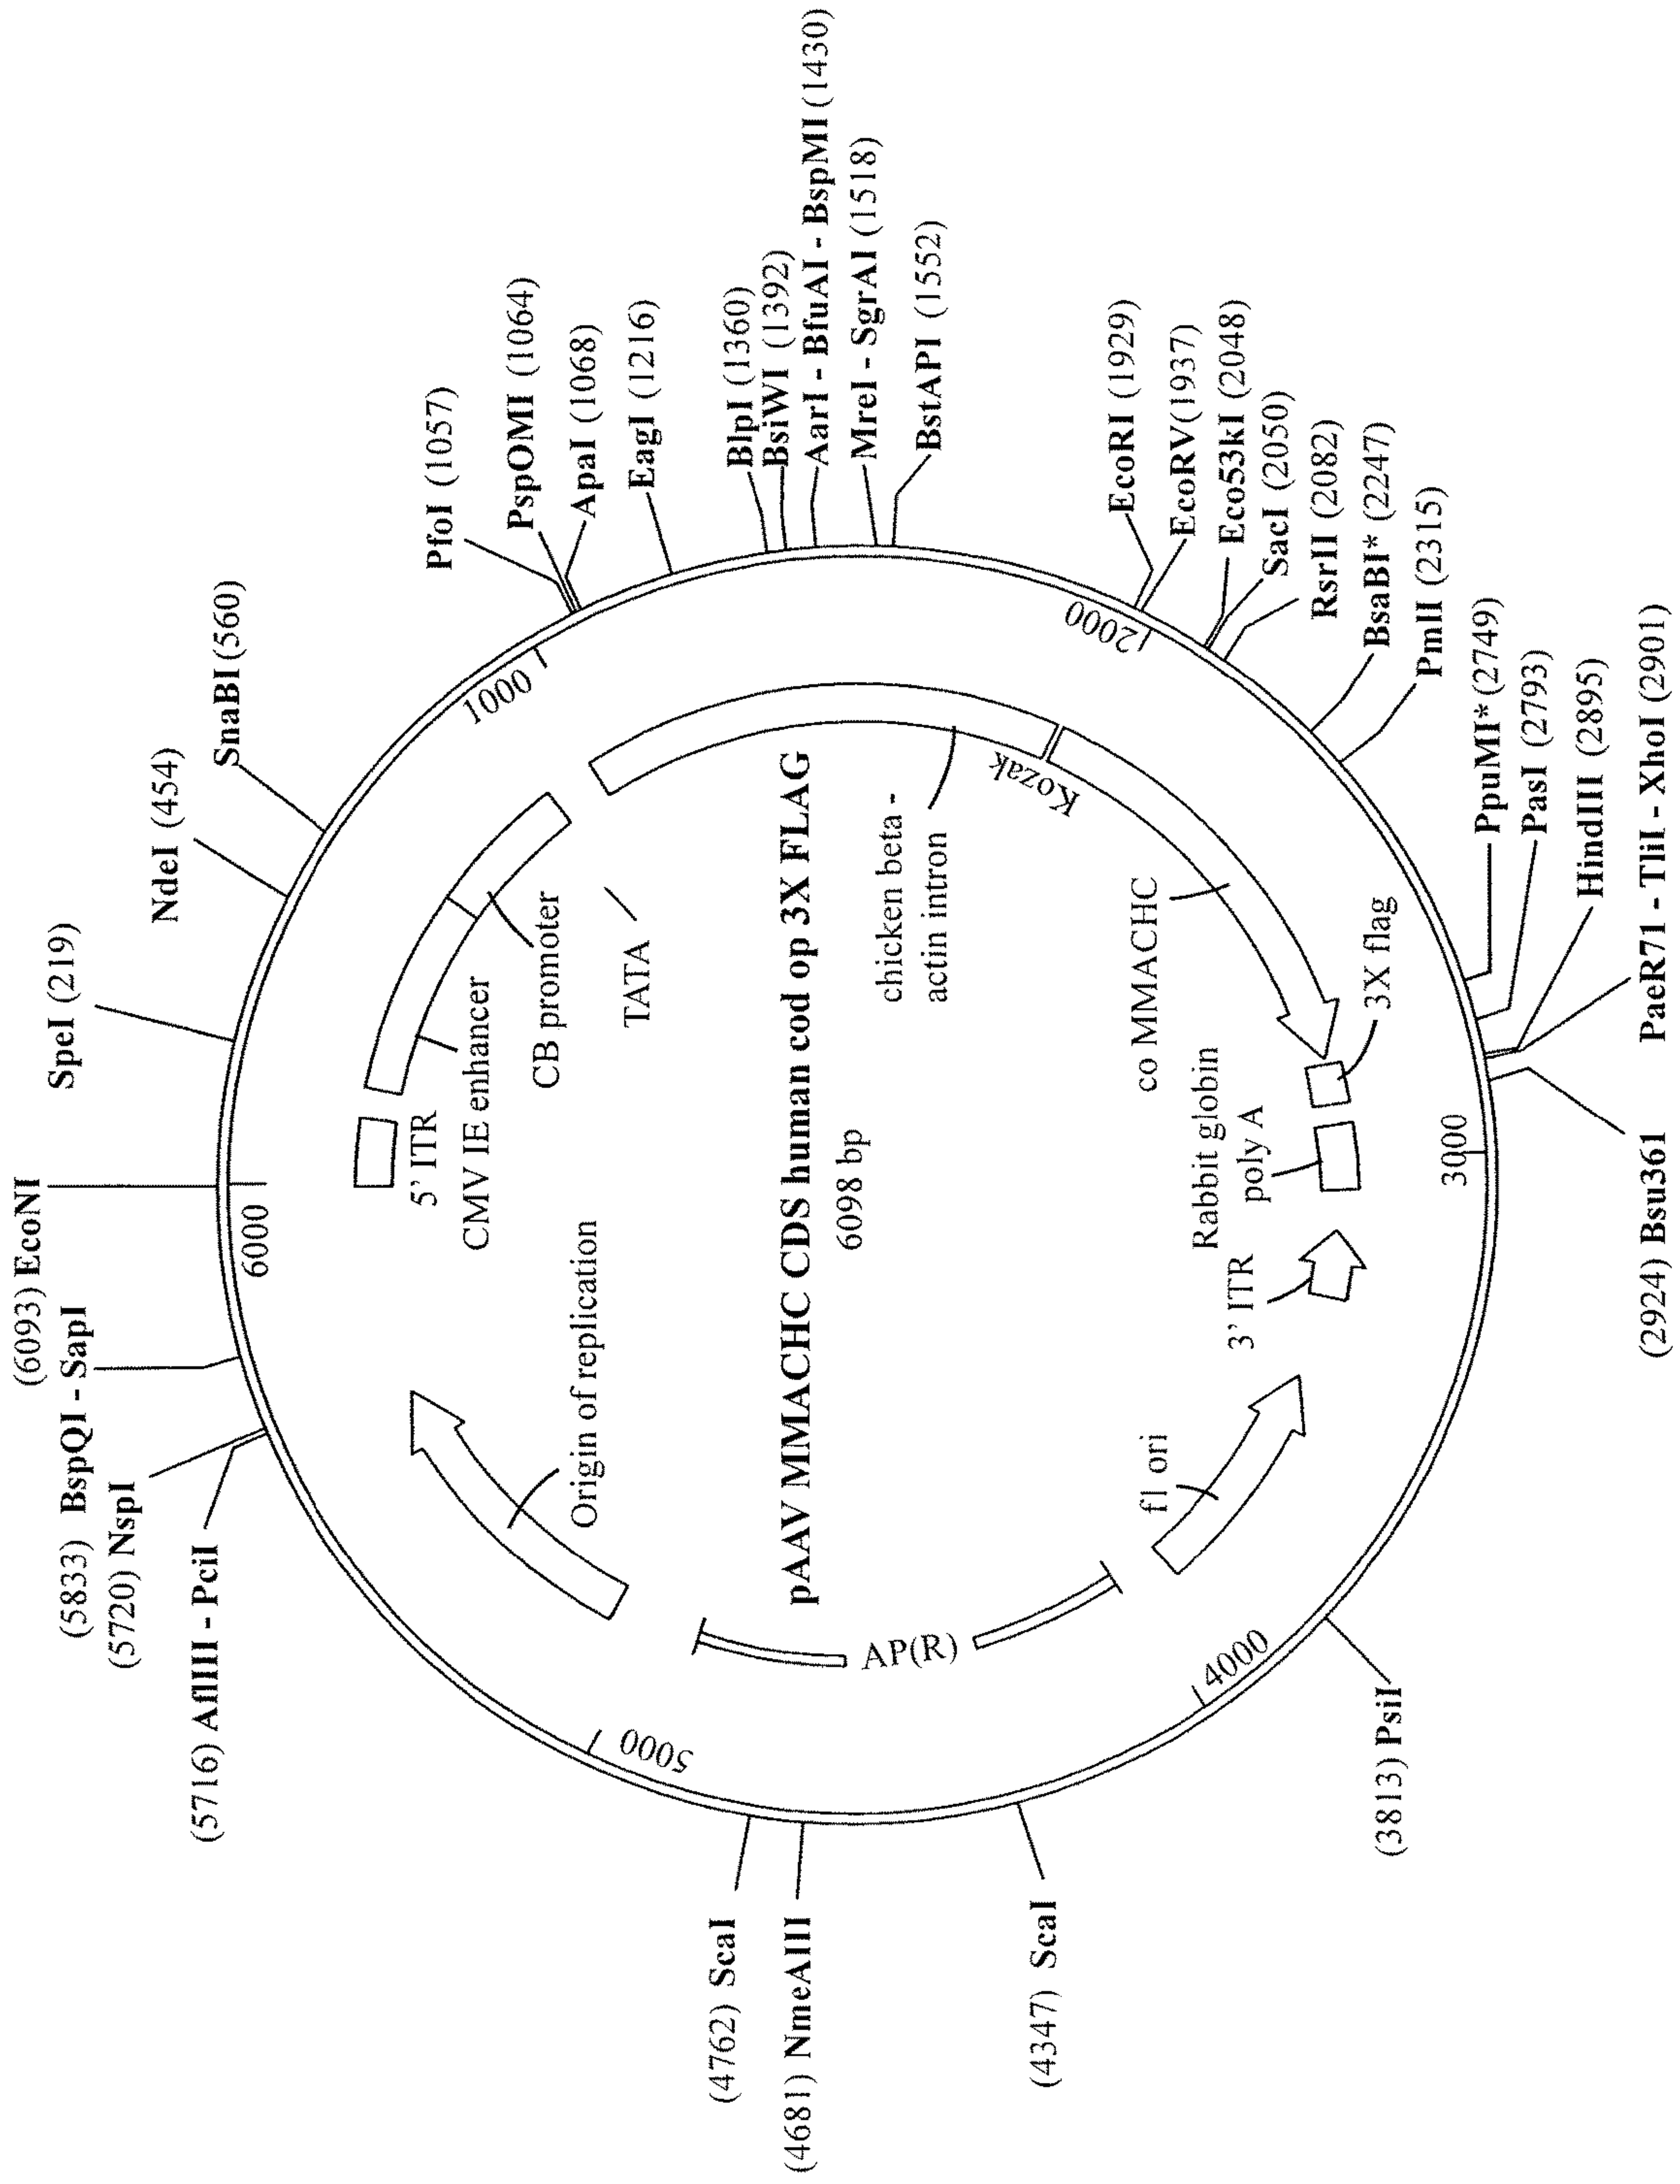 (6093) EcoNI
SpeI (219)
NdeI (454)
SnaBI (560)
PfoI (1057)
PspOMI (1064)
ApaI (1068)
EagI (1216)
BlpI (1360)
BsiWI (1392)
AarI - BfuAI - BspMI (1430)
MreI - SgrAI (1518)
BstAPI (1552)
EcoRI (1929)
EcoRV (1937)
Eco53kI (2048)
SacI (2050)
RsrII (2082)
BsaBI* (2247)
PmlI (2315)
PpuMI* (2749)
PasI (2793)
HindIII (2895)
PaeR71 - TliI - XhoI (2901)
(2924) Bsu361
(3813) PsiI
(4347) ScaI
(4681) NmeAIII
(4762) ScaI
(5716) AflIII - PciI
(5720) NspI
(5833) BspQI - SapI
6000
1000
2000
3000
4000
5000
5' ITR
CMV IE enhancer
CB promoter
TATA
chicken beta -
actin intron
Kozak
co MMACHC
3X flag
Rabbit globin
poly A
3' ITR
f1 ori
AP(R)
Origin of replication
pAAV MMACHC CDS human cod op 3X FLAG
6098 bp